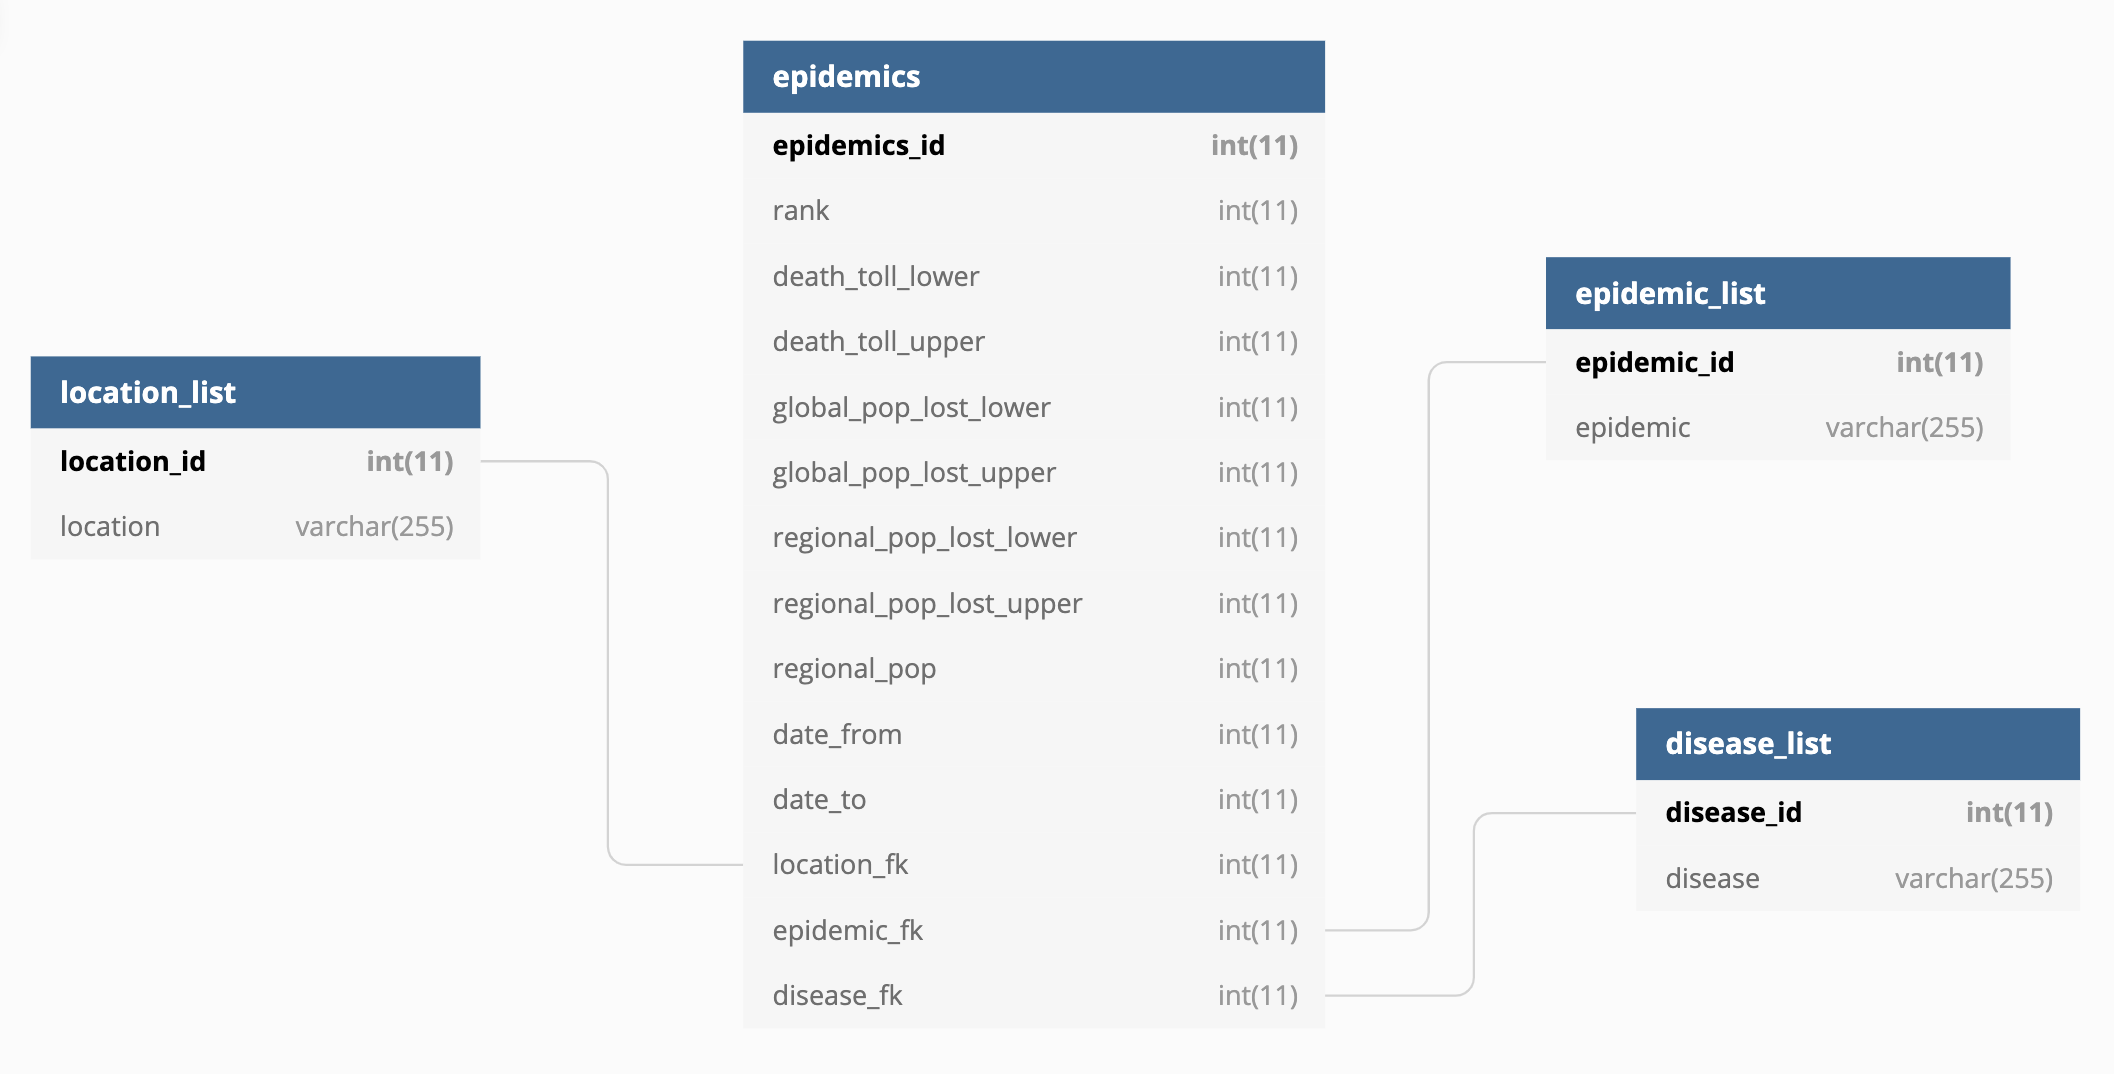 epidemics
epidemics_id int(11)
rank int(11)
death_toll_lower int(11)
death_toll_upper int(11)
global_pop_lost_lower int(11)
global_pop_lost_upper int(11)
regional_pop_lost_lower int(11)
regional_pop_lost_upper int(11)
regional_pop int(11)
date_from int(11)
date_to int(11)
location_fk int(11)
epidemic_fk int(11)
disease_fk int(11)
location_list
location_id int(11)
location varchar(255)
epidemic_list
epidemic_id int(11)
epidemic varchar(255)
disease_list
disease_id int(11)
disease varchar(255)